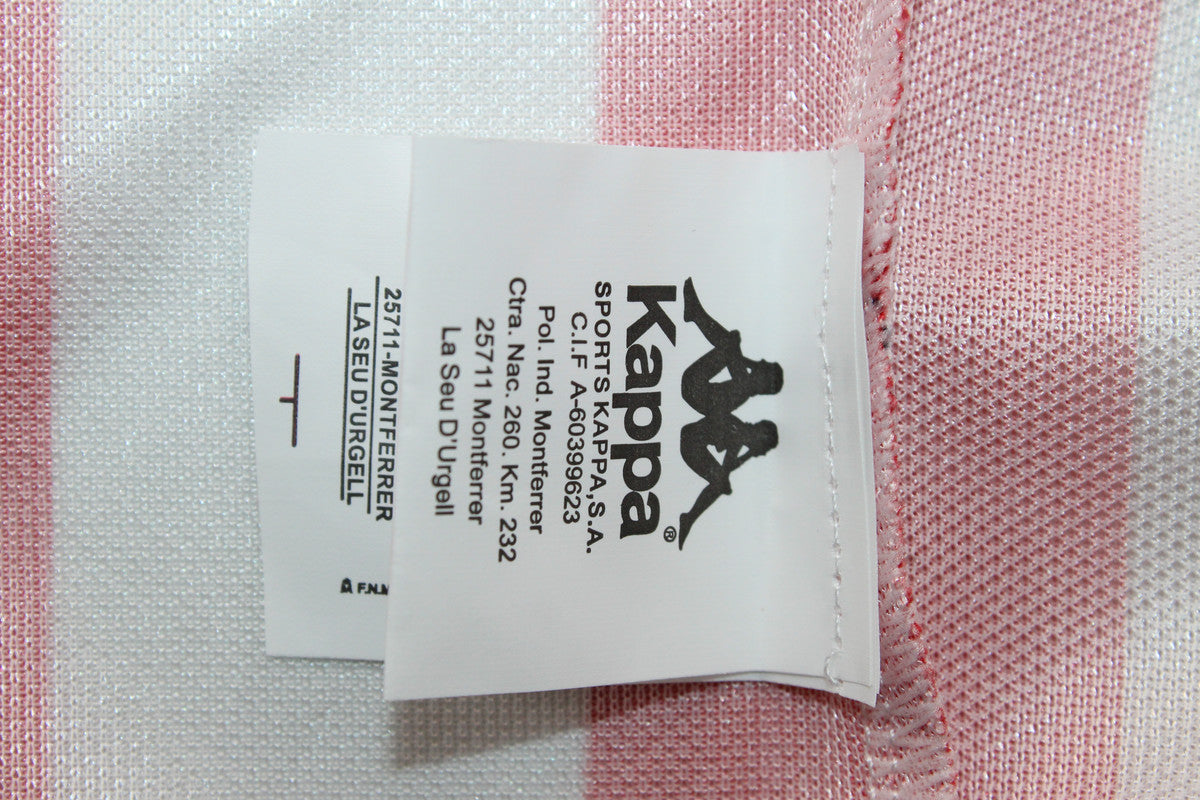 Kappa®
SPORTS KAPPA,S.A.
C.I.F A-60399623
Pol. Ind. Montferrer
Ctra. Nac. 260. Km. 232
25711 Montferrer
La Seu D'Urgell
25711-MONTFERRER
LA SEU D'URGELL